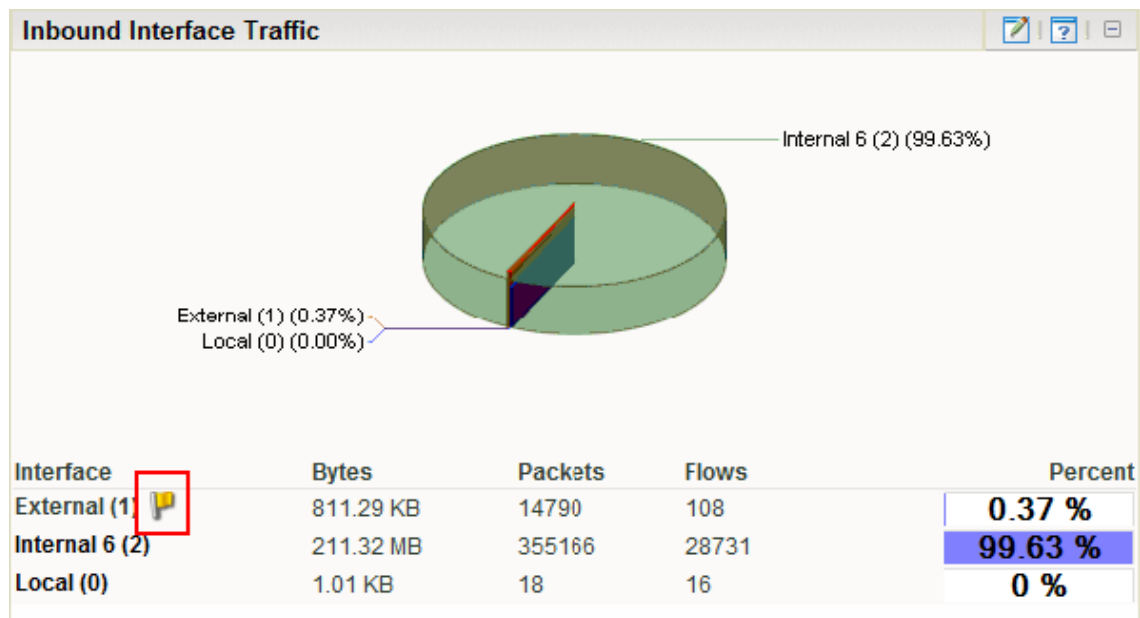 Inbound Interface Traffic
Internal 6 (2) (99.63%)
External (1) (0.37%)
Local (0) (0.00%)
Interface Bytes Packets Flows Percent
External (1) 811.29 KB 14790 108 0.37 %
Internal 6 (2) 211.32 MB 355166 28731 99.63 %
Local (0) 1.01 KB 18 16 0 %